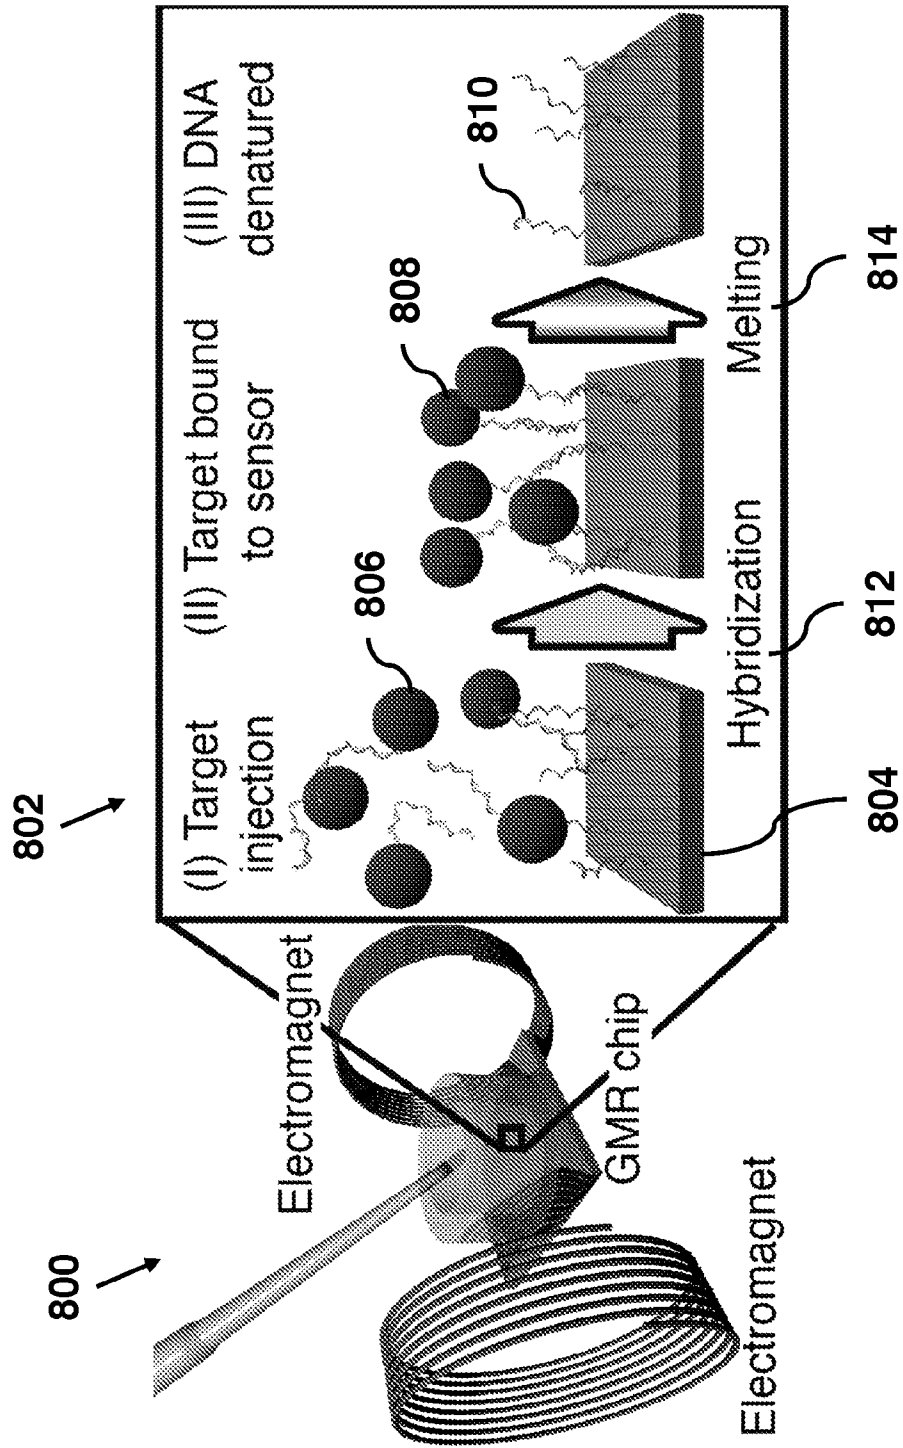 800
802
Electromagnet
GMR chip
Electromagnet
(I) Target
injection
(II) Target bound
to sensor
(III) DNA
denatured
806
808
810
Hybridization
Melting
804
812
814